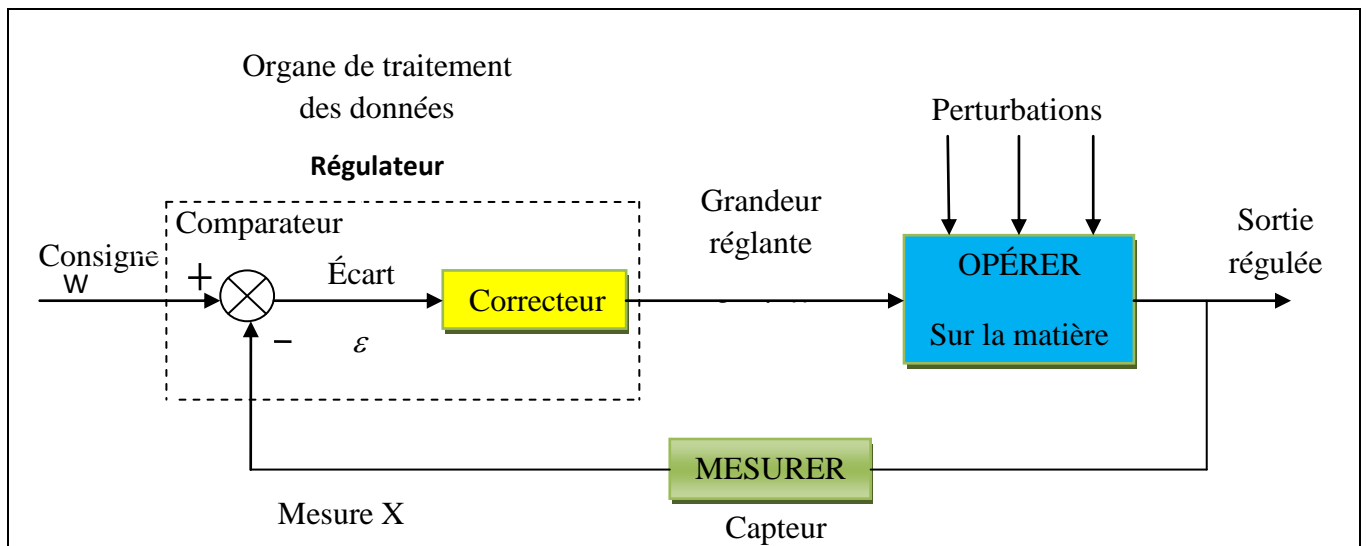 Organe de traitement
des données
Régulateur
Perturbations
Comparateur
Grandeur
réglante
Sortie
régulée
Consigne
W
+
Écart
Correcteur
OPÉRER
Sur la matière
−
ε
MESURER
Mesure X
Capteur